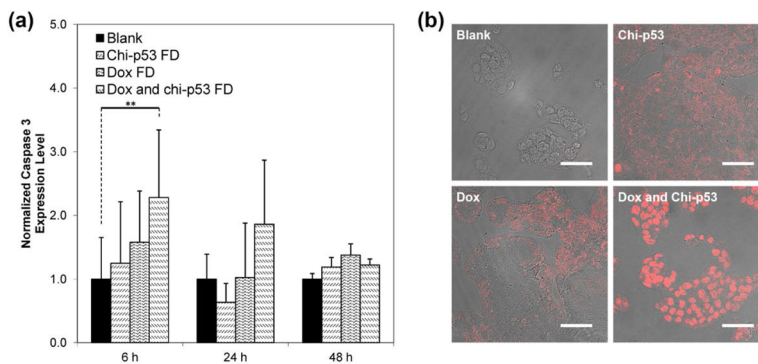 (a)
Normalized Caspase 3
Expression Level
5.0
4.0
3.0
2.0
1.0
0.0
Blank
Chi-p53 FD
Dox FD
Dox and chi-p53 FD
**
6 h
24 h
48 h
(b)
Blank
Chi-p53
Dox
Dox and Chi-p53